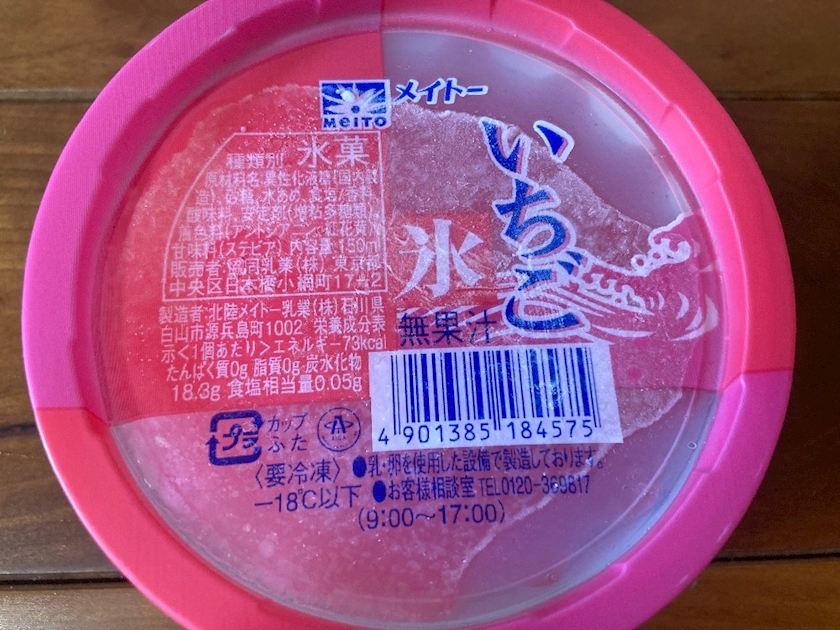 MEITO メイトー
いちご
氷
無果汁
種類別 氷菓
原材料名 異性化液糖(国内製
造)、砂糖、水あめ、食塩/香料、
酸味料、安定剤(増粘多糖類)、
着色料(アントシアニン、紅花黄)、
甘味料(ステビア) 内容量 150m
販売者 協同乳業(株) 東京都
中央区日本橋小網町17-2
製造者 北陸メイトー乳業(株)石川県
白山市源兵島町1002 栄養成分表
示<1個あたり>エネルギー73kcal
たんぱく質0g 脂質0g 炭水化物
18.3g 食塩相当量0.05g
4 901385 184575
プラ カップ
ふた
〈要冷凍〉 ●乳・卵を使用した設備で製造しております。
-18℃以下 ●お客様相談室 TEL0120-369817
(9:00〜17:00)